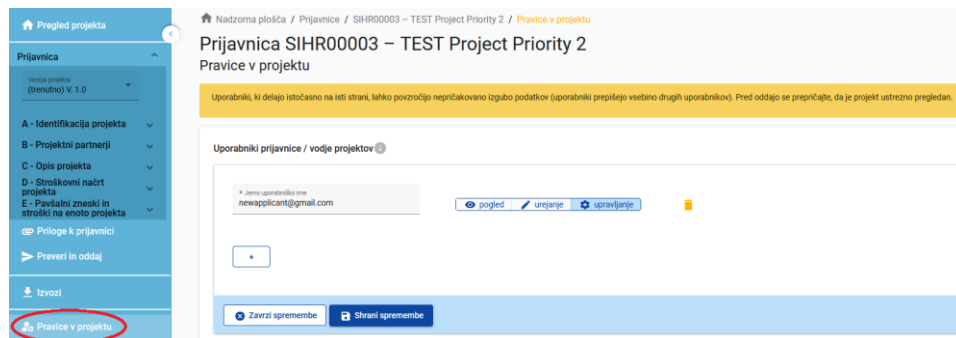 Pregled projekta
Prijavnica
Verzija projekta
(trenutno) V. 1.0
A - Identifikacija projekta
B - Projektni partnerji
C - Opis projekta
D - Stroškovni načrt
projekta
E - Pavšalni zneski in
stroški na enoto projekta
Priloge k prijavnici
Preveri in oddaj
Izvozi
Pravice v projektu
Nadzorna plošča / Prijavnice / SIHR00003 – TEST Project Priority 2 / Pravice v projektu
Prijavnica SIHR00003 – TEST Project Priority 2
Pravice v projektu
Uporabniki, ki delajo istočasno na isti strani, lahko povzročijo nepričakovano izgubo podatkov (uporabniki prepišejo vsebino drugih uporabnikov). Pred oddajo se prepričajte, da je projekt ustrezno pregledan.
Uporabniki prijavnice / vodje projektov
* Jems uporabniško ime
newapplicant@gmail.com
pogled urejanje upravljanje
+
Zavrzi spremembe Shrani spremembe